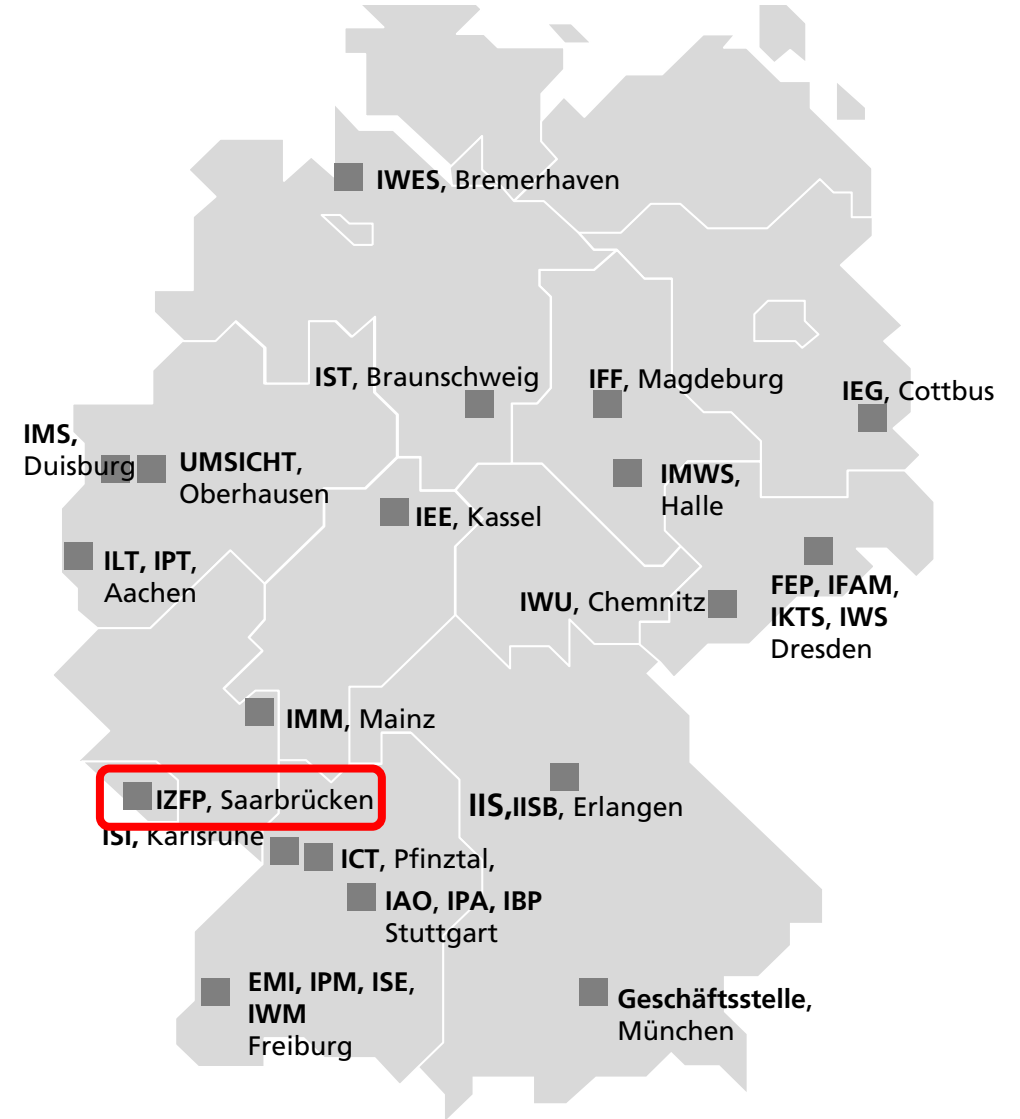 IWES, Bremerhaven
IST, Braunschweig
IFF, Magdeburg
IEG, Cottbus
IMS,
Duisburg
UMSICHT,
Oberhausen
IMWS,
Halle
IEE, Kassel
ILT, IPT,
Aachen
IWU, Chemnitz
FEP, IFAM,
IKTS, IWS
Dresden
IMM, Mainz
IZFP, Saarbrücken
IIS,IISB, Erlangen
ISI, Karlsruhe
ICT, Pfinztal,
IAO, IPA, IBP
Stuttgart
EMI, IPM, ISE,
IWM
Freiburg
Geschäftsstelle,
München